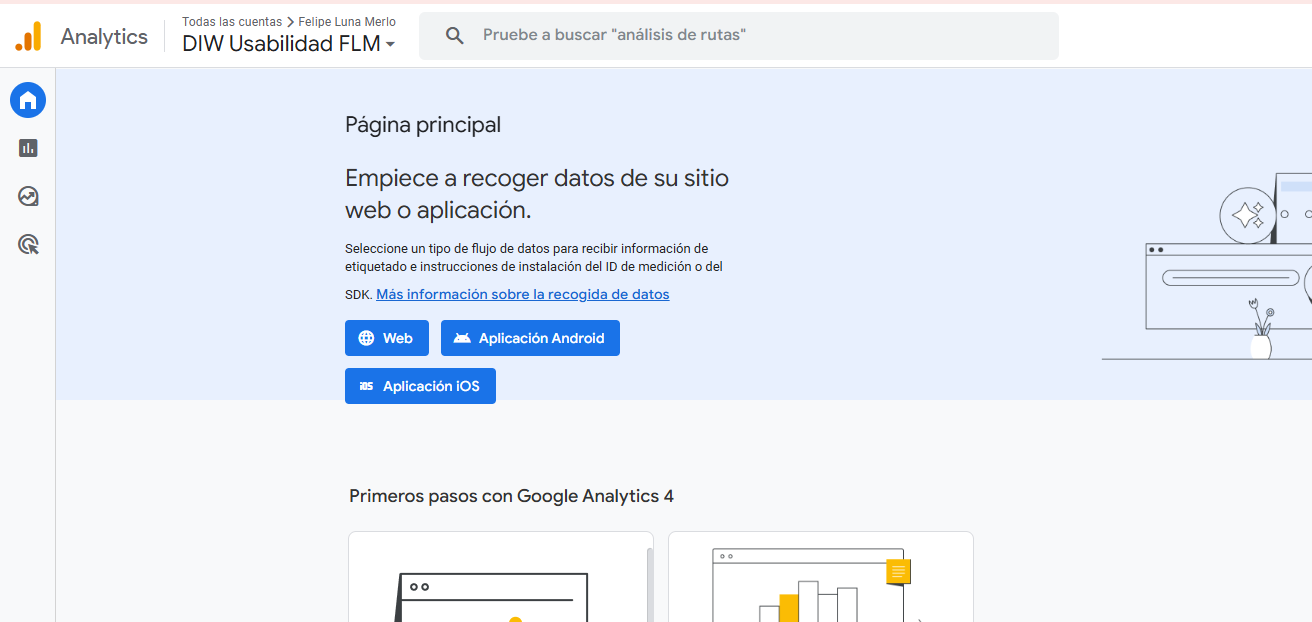 Analytics
Todas las cuentas > Felipe Luna Merlo
DIW Usabilidad FLM
Pruebe a buscar "análisis de rutas"
Página principal
Empiece a recoger datos de su sitio
web o aplicación.
Seleccione un tipo de flujo de datos para recibir información de
etiquetado e instrucciones de instalación del ID de medición o del
SDK. Más información sobre la recogida de datos
Web
Aplicación Android
iOS Aplicación iOS
Primeros pasos con Google Analytics 4